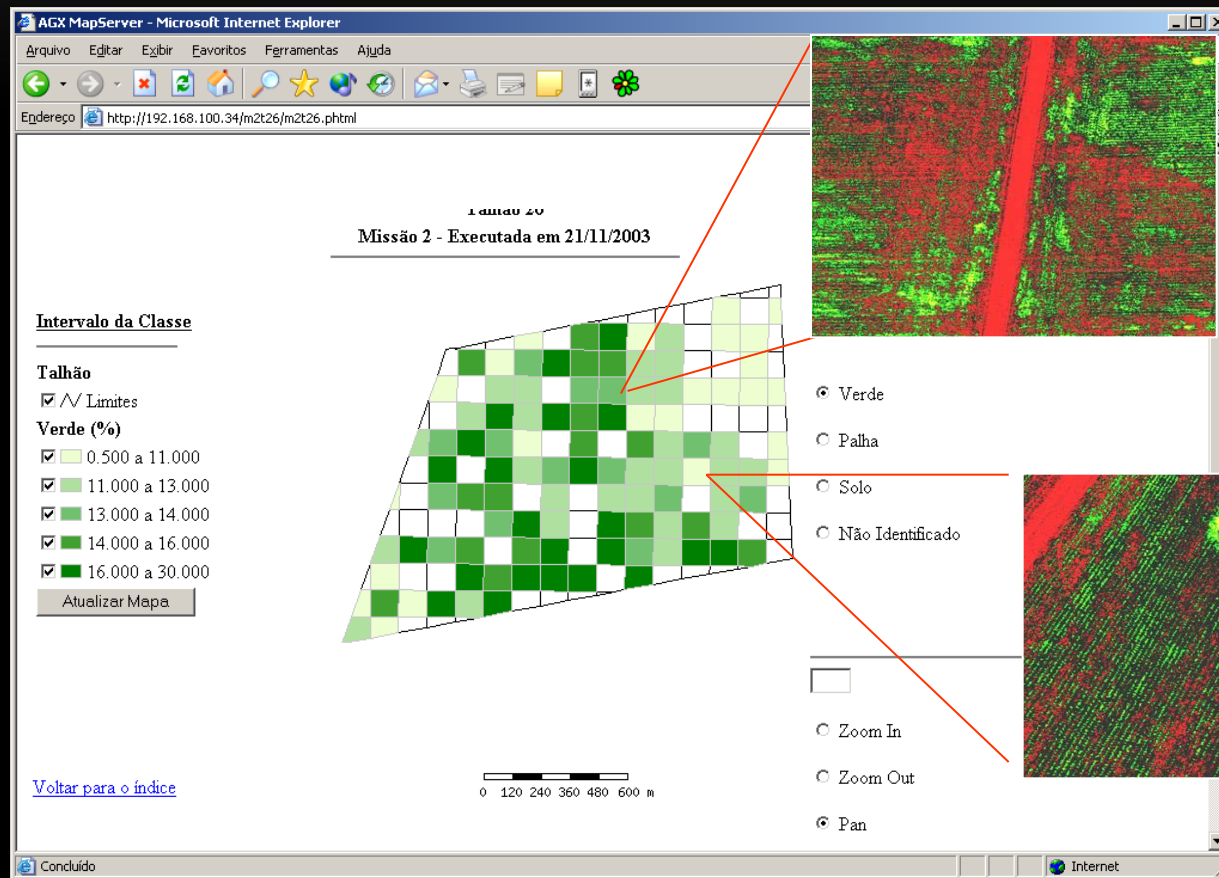 AGX MapServer - Microsoft Internet Explorer
Arquivo Editar Exibir Favoritos Ferramentas Ajuda
Endereço http://192.168.100.34/m2t26/m2t26.phtml
Missão 2 - Executada em 21/11/2003
Intervalo da Classe
Talhão
Limites
Verde (%)
0.500 a 11.000
11.000 a 13.000
13.000 a 14.000
14.000 a 16.000
16.000 a 30.000
Atualizar Mapa
Voltar para o índice
0 120 240 360 480 600 m
Verde
Palha
Solo
Não Identificado
Zoom In
Zoom Out
Pan
Concluído
Internet